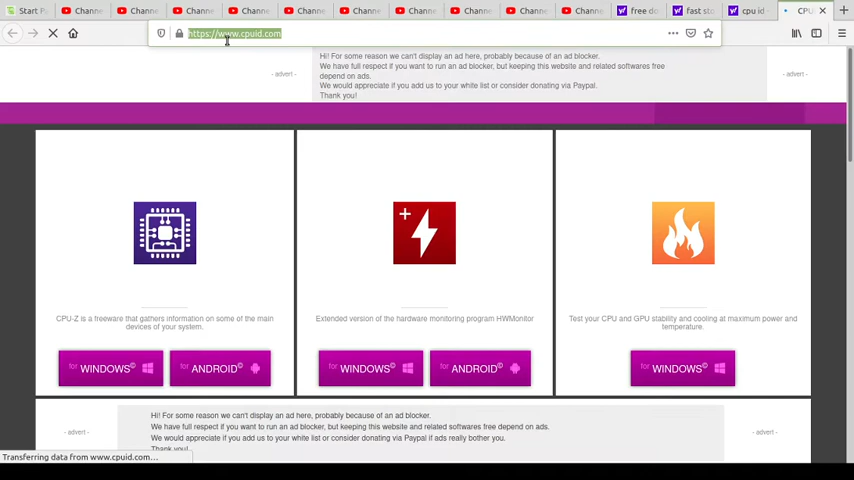 Start Pa
Channe
Channe
Channe
Channe
Channe
Channe
Channe
Channe
Channe
Channe
free do
fast sto
cpu id -
CPU
https://www.cpuid.com
- advert -
Hi! For some reason we can't display an ad here, probably because of an ad blocker.
We have full respect if you want to run an ad blocker, but keeping this website and related softwares free
depend on ads.
We would appreciate if you add us to your white list or consider donating via Paypal.
Thank you!
- advert -
CPU-Z is a freeware that gathers information on some of the main
devices of your system.
for WINDOWS©
for ANDROID©
Extended version of the hardware monitoring program HWMonitor
for WINDOWS©
for ANDROID©
Test your CPU and GPU stability and cooling at maximum power and
temperature.
for WINDOWS©
- advert -
Hi! For some reason we can't display an ad here, probably because of an ad blocker.
We have full respect if you want to run an ad blocker, but keeping this website and related softwares free depend on ads.
We would appreciate if you add us to your white list or consider donating via Paypal if ads really bother you.
Thank you!
- advert -
Transferring data from www.cpuid.com...